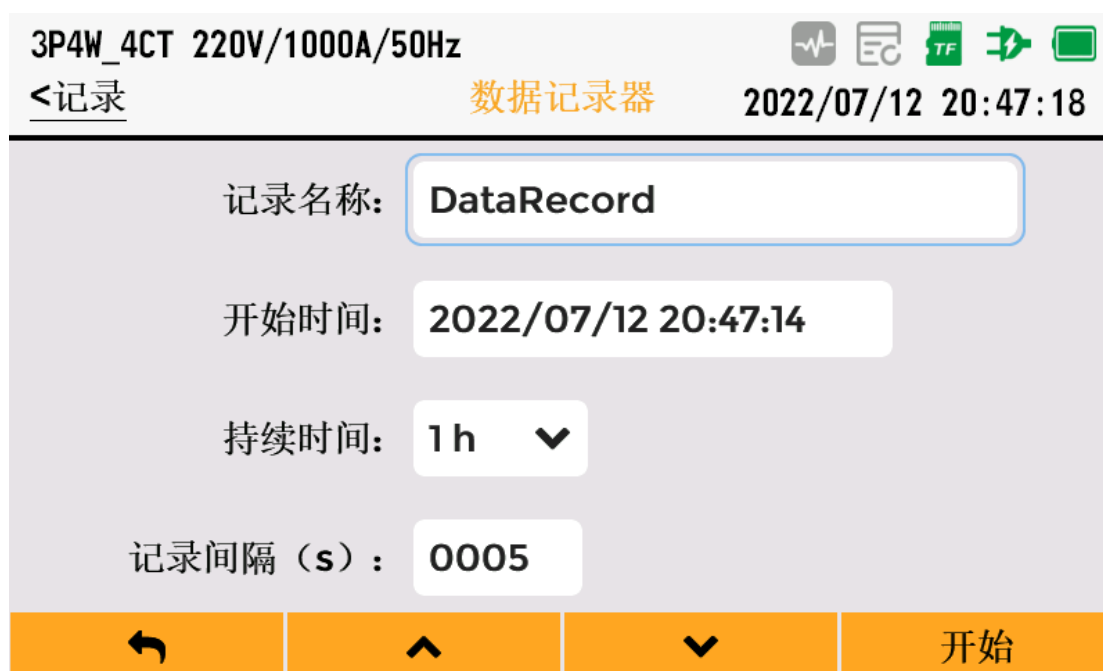 3P4W_4CT 220V/1000A/50Hz
TF
<记录
数据记录器
2022/07/12 20:47:18
记录名称: DataRecord
开始时间: 2022/07/12 20:47:14
持续时间: 1 h
记录间隔（s）: 0005
开始